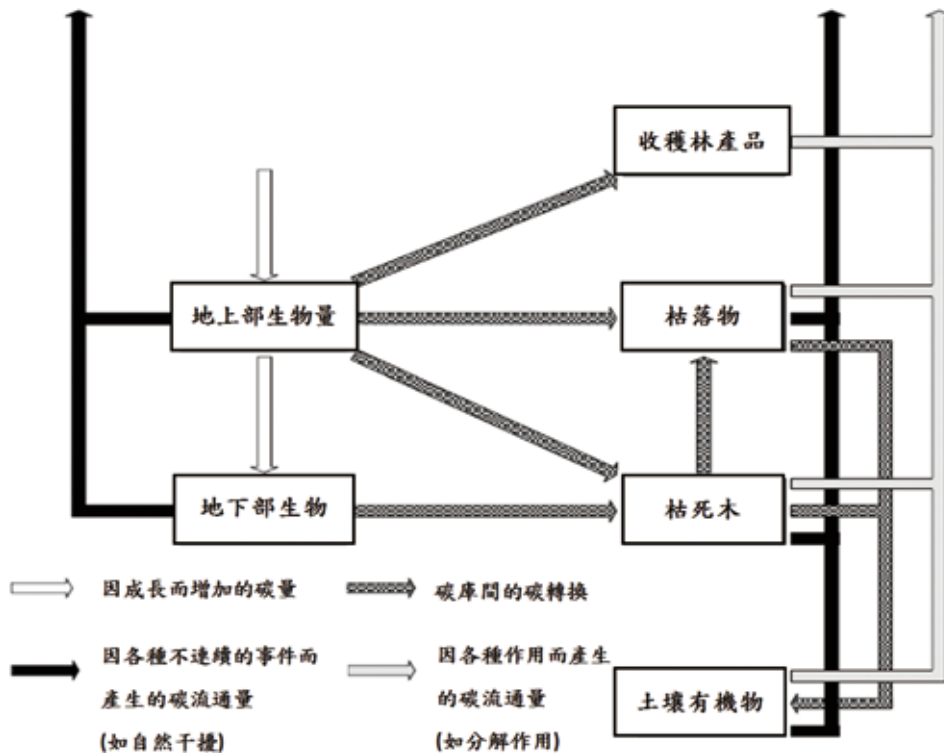 收穫林產品
地上部生物量
枯落物
地下部生物
枯死木
因成長而增加的碳量
碳庫間的碳轉換
因各種不連續的事件而
產生的碳流通量
(如自然干擾)
因各種作用而產生
的碳流通量
(如分解作用)
土壤有機物